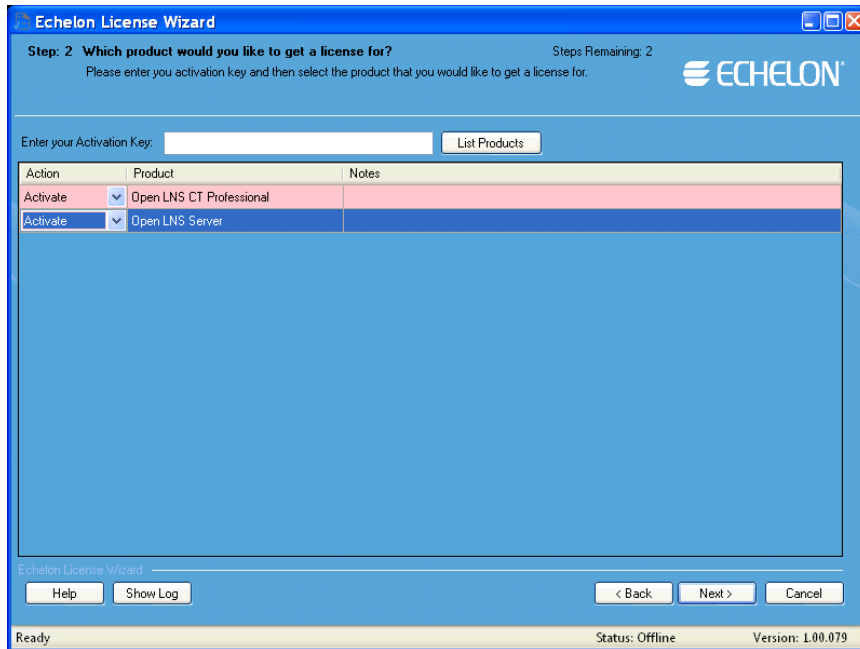 Echelon License Wizard
Step: 2 Which product would you like to get a license for? Steps Remaining: 2
Please enter you activation key and then select the product that you would like to get a license for.
ECHELON
Enter your Activation Key: List Products
Action Product Notes
Activate Open LNS CT Professional
Activate Open LNS Server
Echelon License Wizard
Help Show Log < Back Next > Cancel
Ready Status: Offline Version: 1.00.079